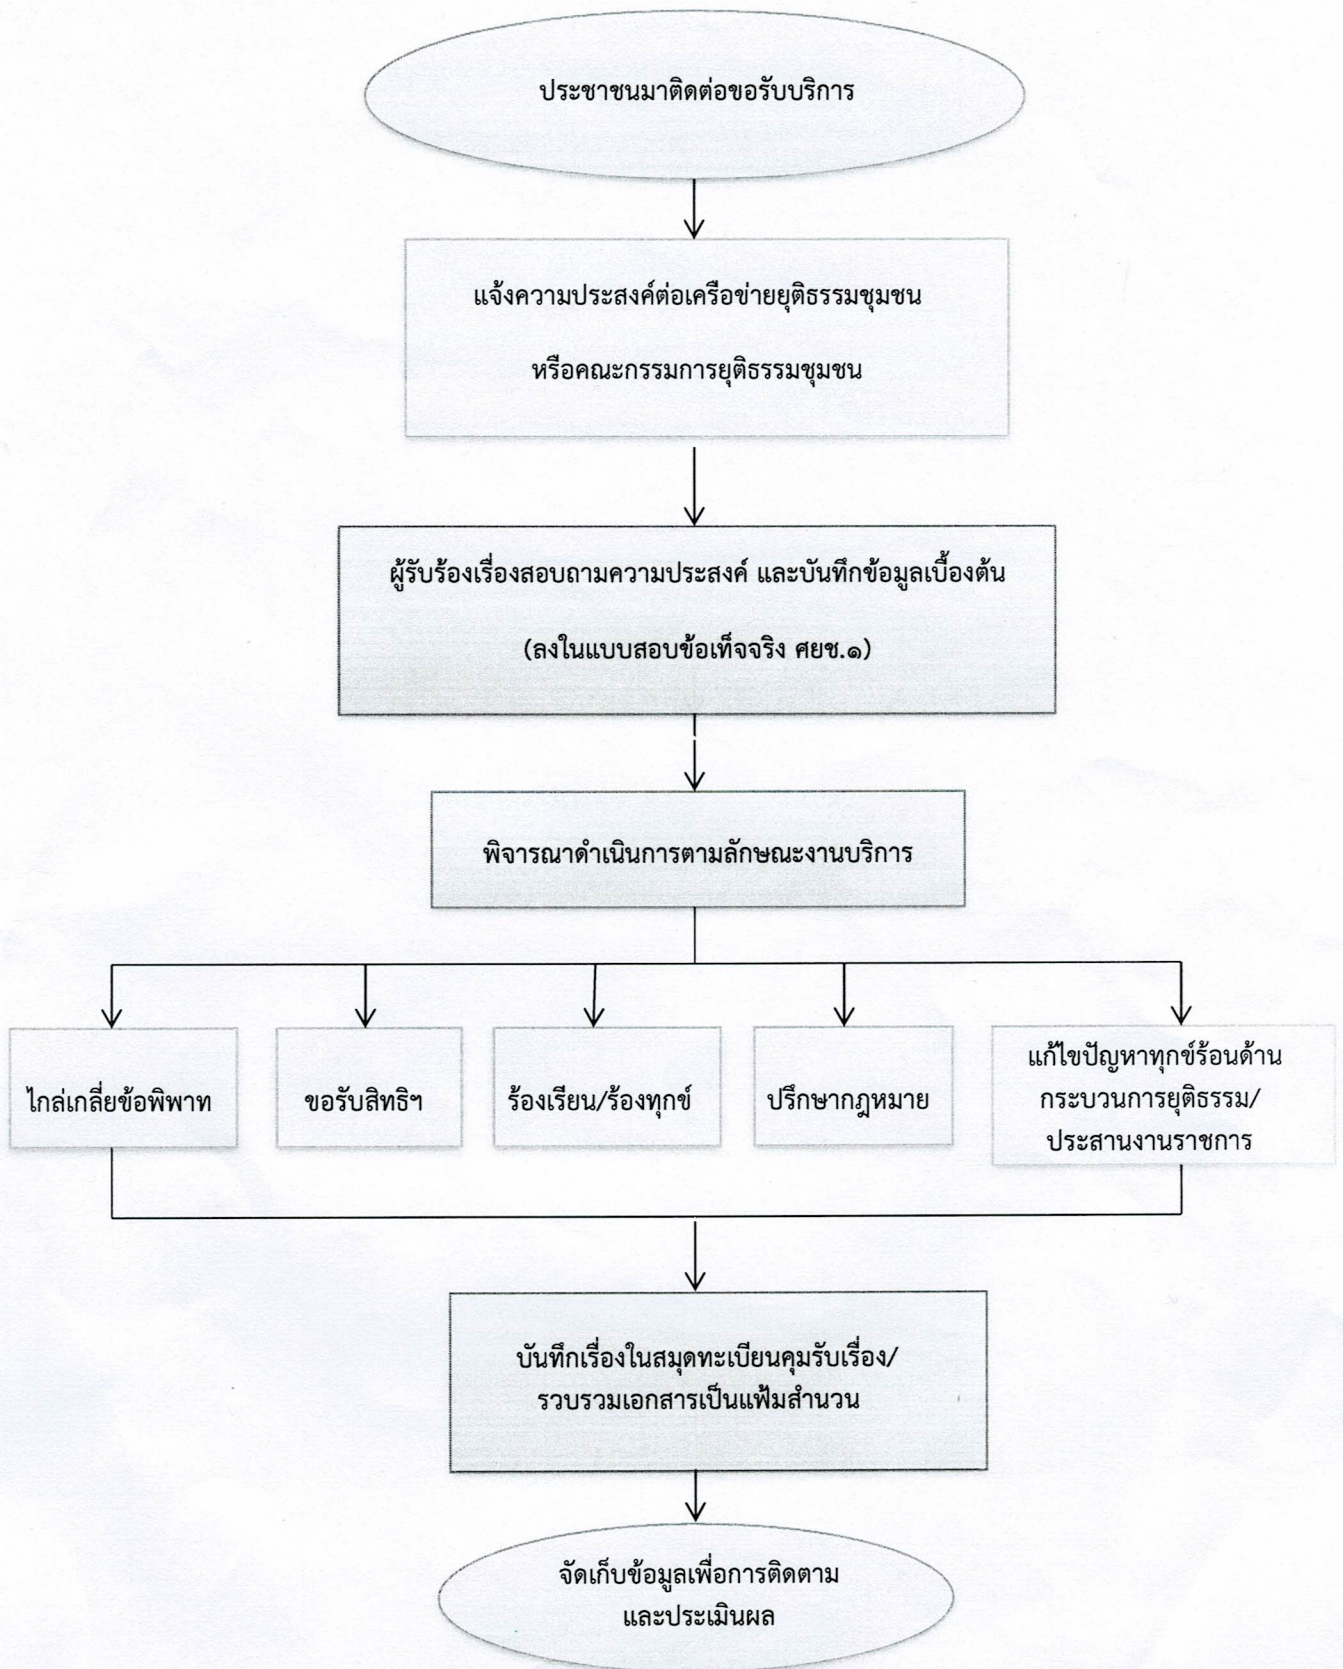 ประชาชนมาติดต่อขอรับบริการ
แจ้งความประสงค์ต่อเครือข่ายยุติธรรมชุมชน
หรือคณะกรรมการยุติธรรมชุมชน
ผู้รับร้องเรื่องสอบถามความประสงค์ และบันทึกข้อมูลเบื้องต้น
(ลงในแบบสอบข้อเท็จจริง ศยช.๑)
พิจารณาดำเนินการตามลักษณะงานบริการ
ไกล่เกลี่ยข้อพิพาท
ขอรับสิทธิฯ
ร้องเรียน/ร้องทุกข์
ปรึกษากฎหมาย
แก้ไขปัญหาทุกข์ร้อนด้าน
กระบวนการยุติธรรม/
ประสานงานราชการ
บันทึกเรื่องในสมุดทะเบียนคุมรับเรื่อง/
รวบรวมเอกสารเป็นแฟ้มสำนวน
จัดเก็บข้อมูลเพื่อการติดตาม
และประเมินผล